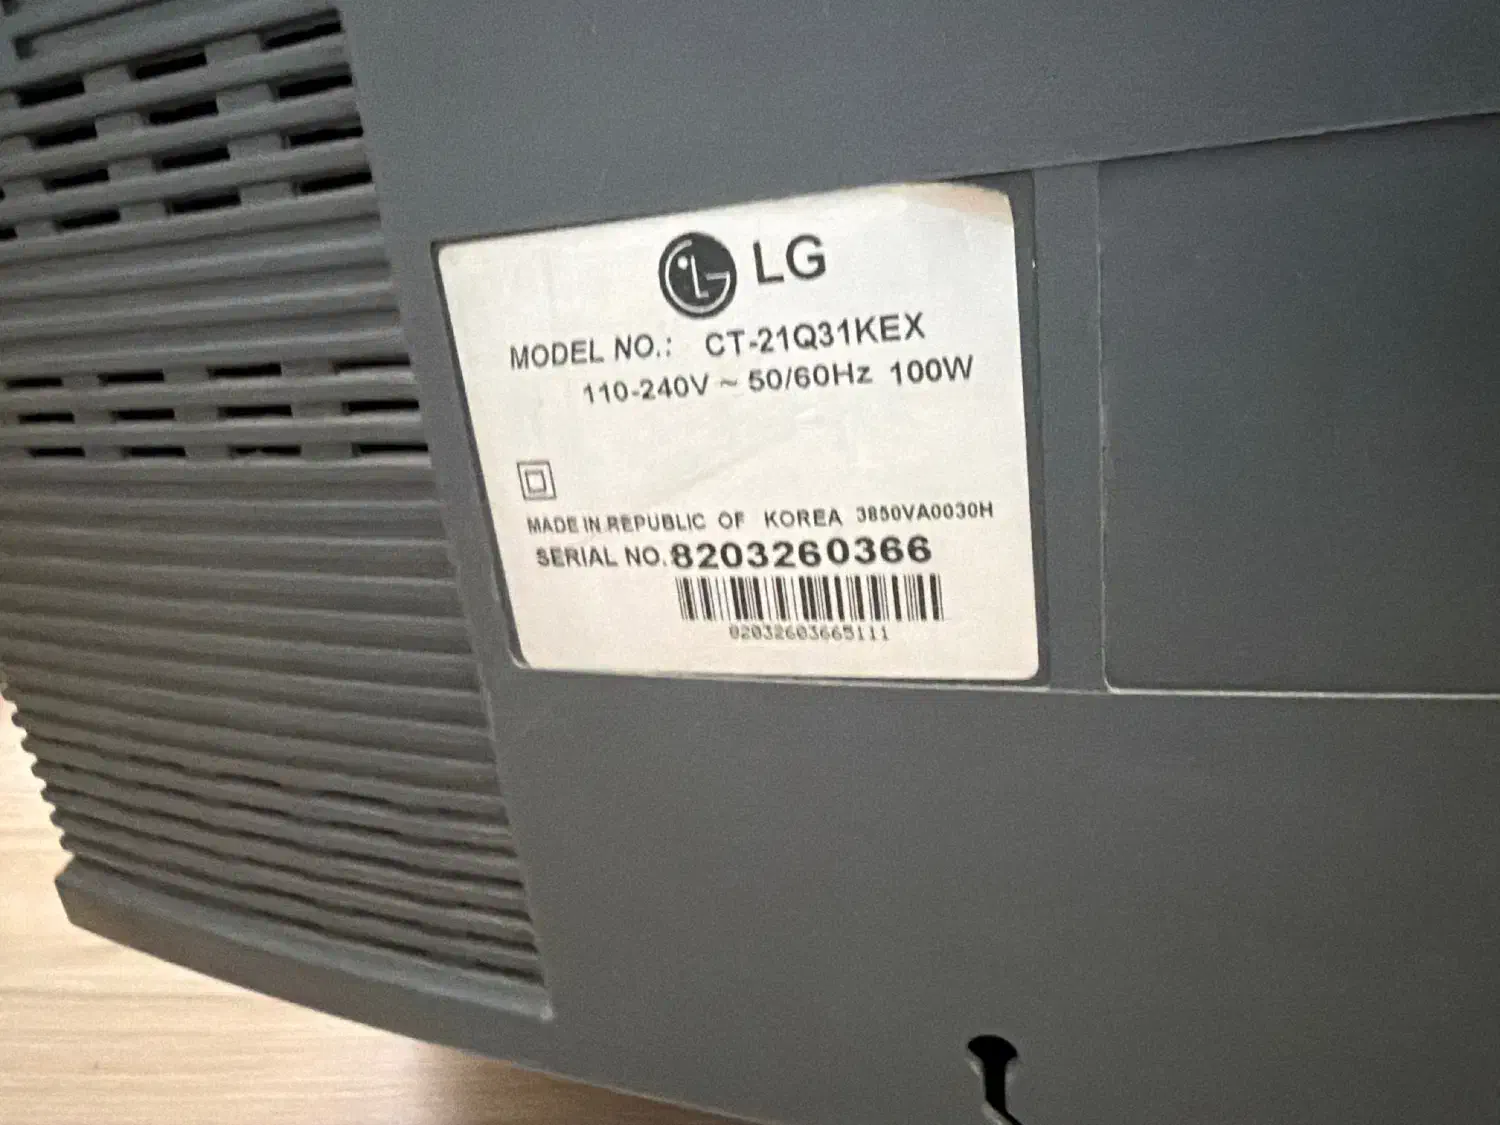 LG
MODEL NO.: CT-21Q31KEX
110-240V ~ 50/60Hz 100W
MADE IN REPUBLIC OF KOREA 3850VA0030H
SERIAL NO. 8203260366
82032603665111